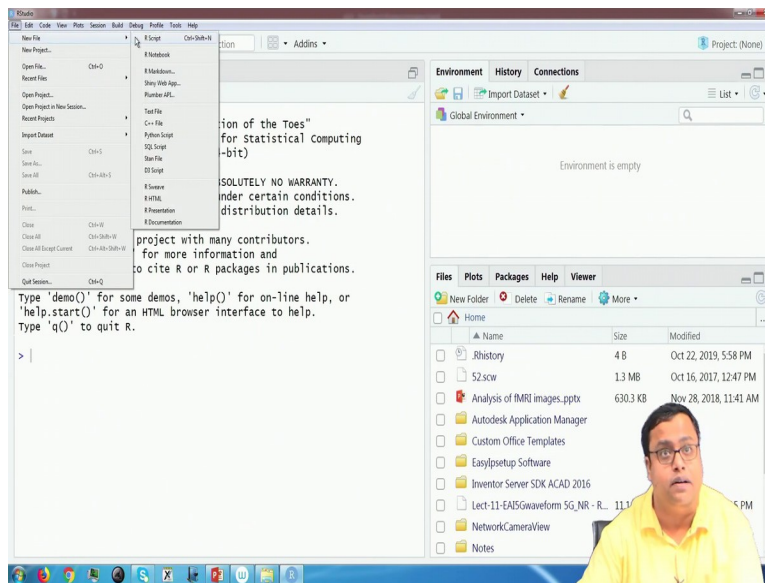 RStudio
File Edit Code View Plots Session Build Debug Profile Tools Help
New File
New Project...
Open File... Ctrl+O
Recent Files
Open Project...
Open Project in New Session...
Recent Projects
Import Dataset
Save Ctrl+S
Save As...
Save All Ctrl+Alt+S
Publish...
Print...
Close Ctrl+W
Close All Ctrl+Shift+W
Close All Except Current Ctrl+Alt+Shift+W
Close Project
Quit Session... Ctrl+Q
R Script Ctrl+Shift+N
R Notebook
R Markdown...
Shiny Web App...
Plumber API...
Text File
C++ File
Python Script
SQL Script
Stan File
D3 Script
R Sweave
R HTML
R Presentation
R Documentation
Addins
Project: (None)
of the Toes"
for Statistical Computing
-bit)
NO WARRANTY.
under certain conditions.
distribution details.
project with many contributors.
for more information and
to cite R or R packages in publications.
Type 'demo()' for some demos, 'help()' for on-line help, or
'help.start()' for an HTML browser interface to help.
Type 'q()' to quit R.
>
Environment History Connections
Import Dataset
List
Global Environment
Environment is empty
Files Plots Packages Help Viewer
New Folder Delete Rename More
Home
Name Size Modified
.Rhistory 4 B Oct 22, 2019, 5:58 PM
52.scw 1.3 MB Oct 16, 2017, 12:47 PM
Analysis of fMRI images..pptx 630.3 KB Nov 28, 2018, 11:41 AM
Autodesk Application Manager
Custom Office Templates
EasyIpsetup Software
Inventor Server SDK ACAD 2016
Lect-11-EAI5Gwaveform 5G_NR - R... 11.1 PM
NetworkCameraView
Notes